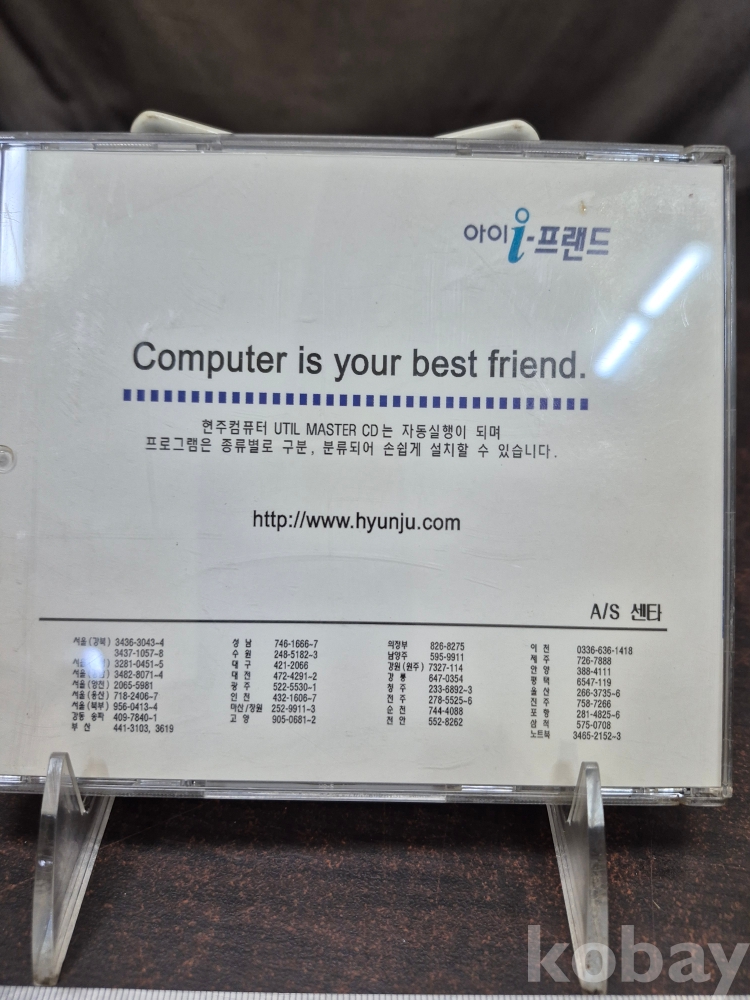 아이 i-프랜드
Computer is your best friend.
현주컴퓨터 UTIL MASTER CD는 자동실행이 되며
프로그램은 종류별로 구분, 분류되어 손쉽게 설치할 수 있습니다.
http://www.hyunju.com
A/S 센타
서울(강북) 3436-3043-4
3437-1057-8
서울 3281-0451-5
3482-8071-4
서울(양천) 2065-5981
서울(용산) 718-2406-7
서울(북부) 956-0413-4
강동 송파 409-7840-1
부 산 441-3103, 3619
성 남 746-1666-7
수 원 248-5182-3
대 구 421-2066
대 전 472-4291-2
광 주 522-5530-1
인 천 432-1606-7
마산/창원 252-9911-3
고 양 905-0681-2
의정부 826-8275
남양주 595-9911
강원(원주) 7327-114
강 릉 647-0354
청 주 233-6892-3
전 주 278-5525-6
순 천 744-4088
천 안 552-8262
이 천 0336-636-1418
제 주 726-7888
안 양 388-4111
평 택 6547-119
울 산 266-3735-6
진 주 758-7266
포 항 281-4825-6
삼 척 575-0708
노트북 3465-2152-3
kobay